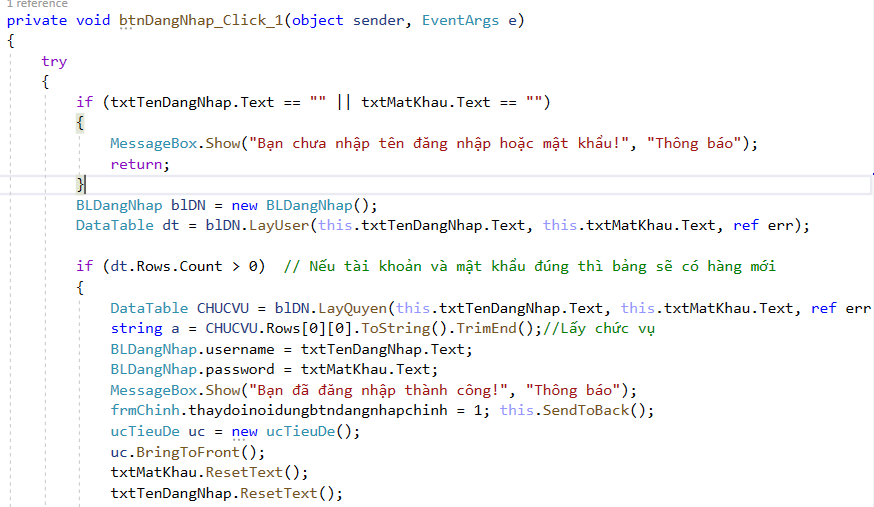 1 reference
private void btnDangNhap_Click_1(object sender, EventArgs e)
{
try
{
if (txtTenDangNhap.Text == "" || txtMatKhau.Text == "")
{
MessageBox.Show("Bạn chưa nhập tên đăng nhập hoặc mật khẩu!", "Thông báo");
return;
}
BLDangNhap blDN = new BLDangNhap();
DataTable dt = blDN.LayUser(this.txtTenDangNhap.Text, this.txtMatKhau.Text, ref err);
if (dt.Rows.Count > 0) // Nếu tài khoản và mật khẩu đúng thì bảng sẽ có hàng mới
{
DataTable CHUCVU = blDN.LayQuyen(this.txtTenDangNhap.Text, this.txtMatKhau.Text, ref err
string a = CHUCVU.Rows[0][0].ToString().TrimEnd();//Lấy chức vụ
BLDangNhap.username = txtTenDangNhap.Text;
BLDangNhap.password = txtMatKhau.Text;
MessageBox.Show("Bạn đã đăng nhập thành công!", "Thông báo");
frmChinh.thaydoinoidungbtndangnhapchinh = 1; this.SendToBack();
ucTieuDe uc = new ucTieuDe();
uc.BringToFront();
txtMatKhau.ResetText();
txtTenDangNhap.ResetText();